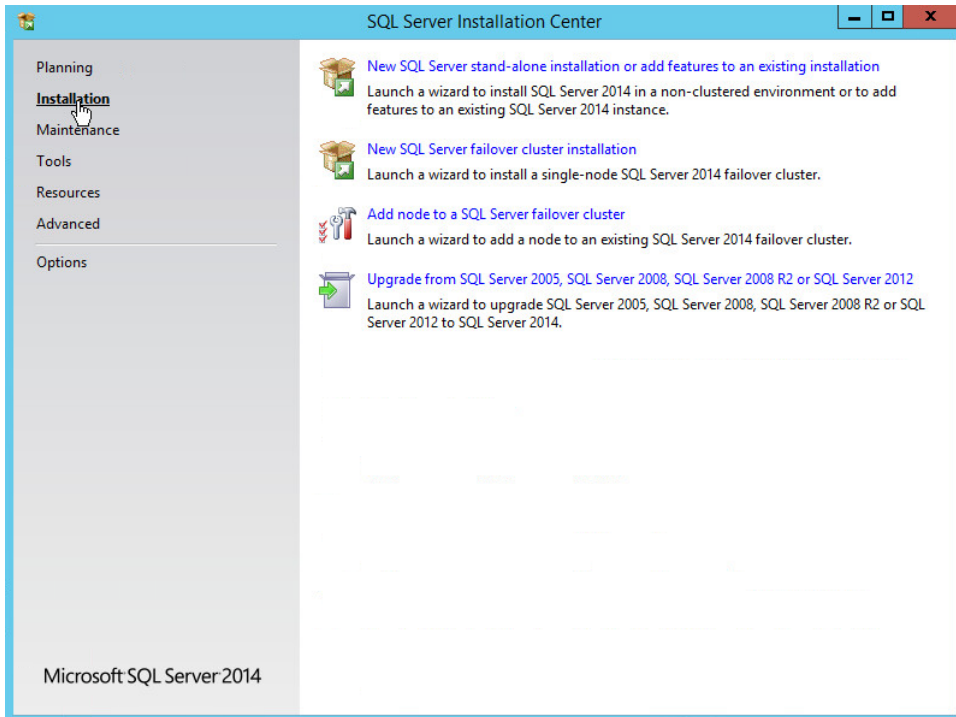 SQL Server Installation Center
Planning
Installation
Maintenance
Tools
Resources
Advanced
Options
New SQL Server stand-alone installation or add features to an existing installation
Launch a wizard to install SQL Server 2014 in a non-clustered environment or to add
features to an existing SQL Server 2014 instance.
New SQL Server failover cluster installation
Launch a wizard to install a single-node SQL Server 2014 failover cluster.
Add node to a SQL Server failover cluster
Launch a wizard to add a node to an existing SQL Server 2014 failover cluster.
Upgrade from SQL Server 2005, SQL Server 2008, SQL Server 2008 R2 or SQL Server 2012
Launch a wizard to upgrade SQL Server 2005, SQL Server 2008, SQL Server 2008 R2 or SQL
Server 2012 to SQL Server 2014.
Microsoft SQL Server 2014